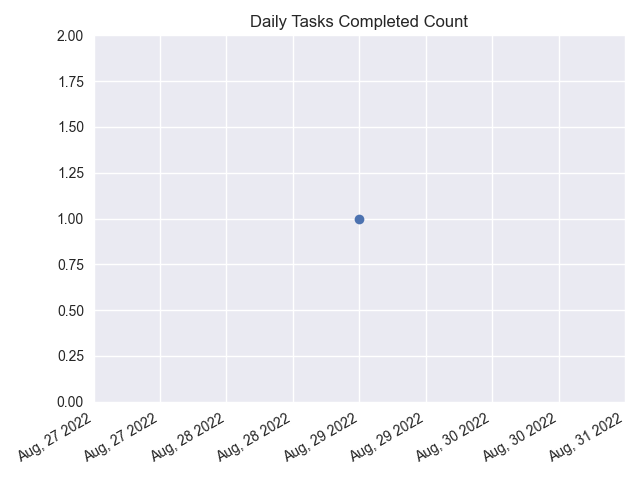 Daily Tasks Completed Count
2.00
1.75
1.50
1.25
1.00
0.75
0.50
0.25
0.00
Aug, 27 2022
Aug, 27 2022
Aug, 28 2022
Aug, 28 2022
Aug, 29 2022
Aug, 29 2022
Aug, 30 2022
Aug, 30 2022
Aug, 31 2022